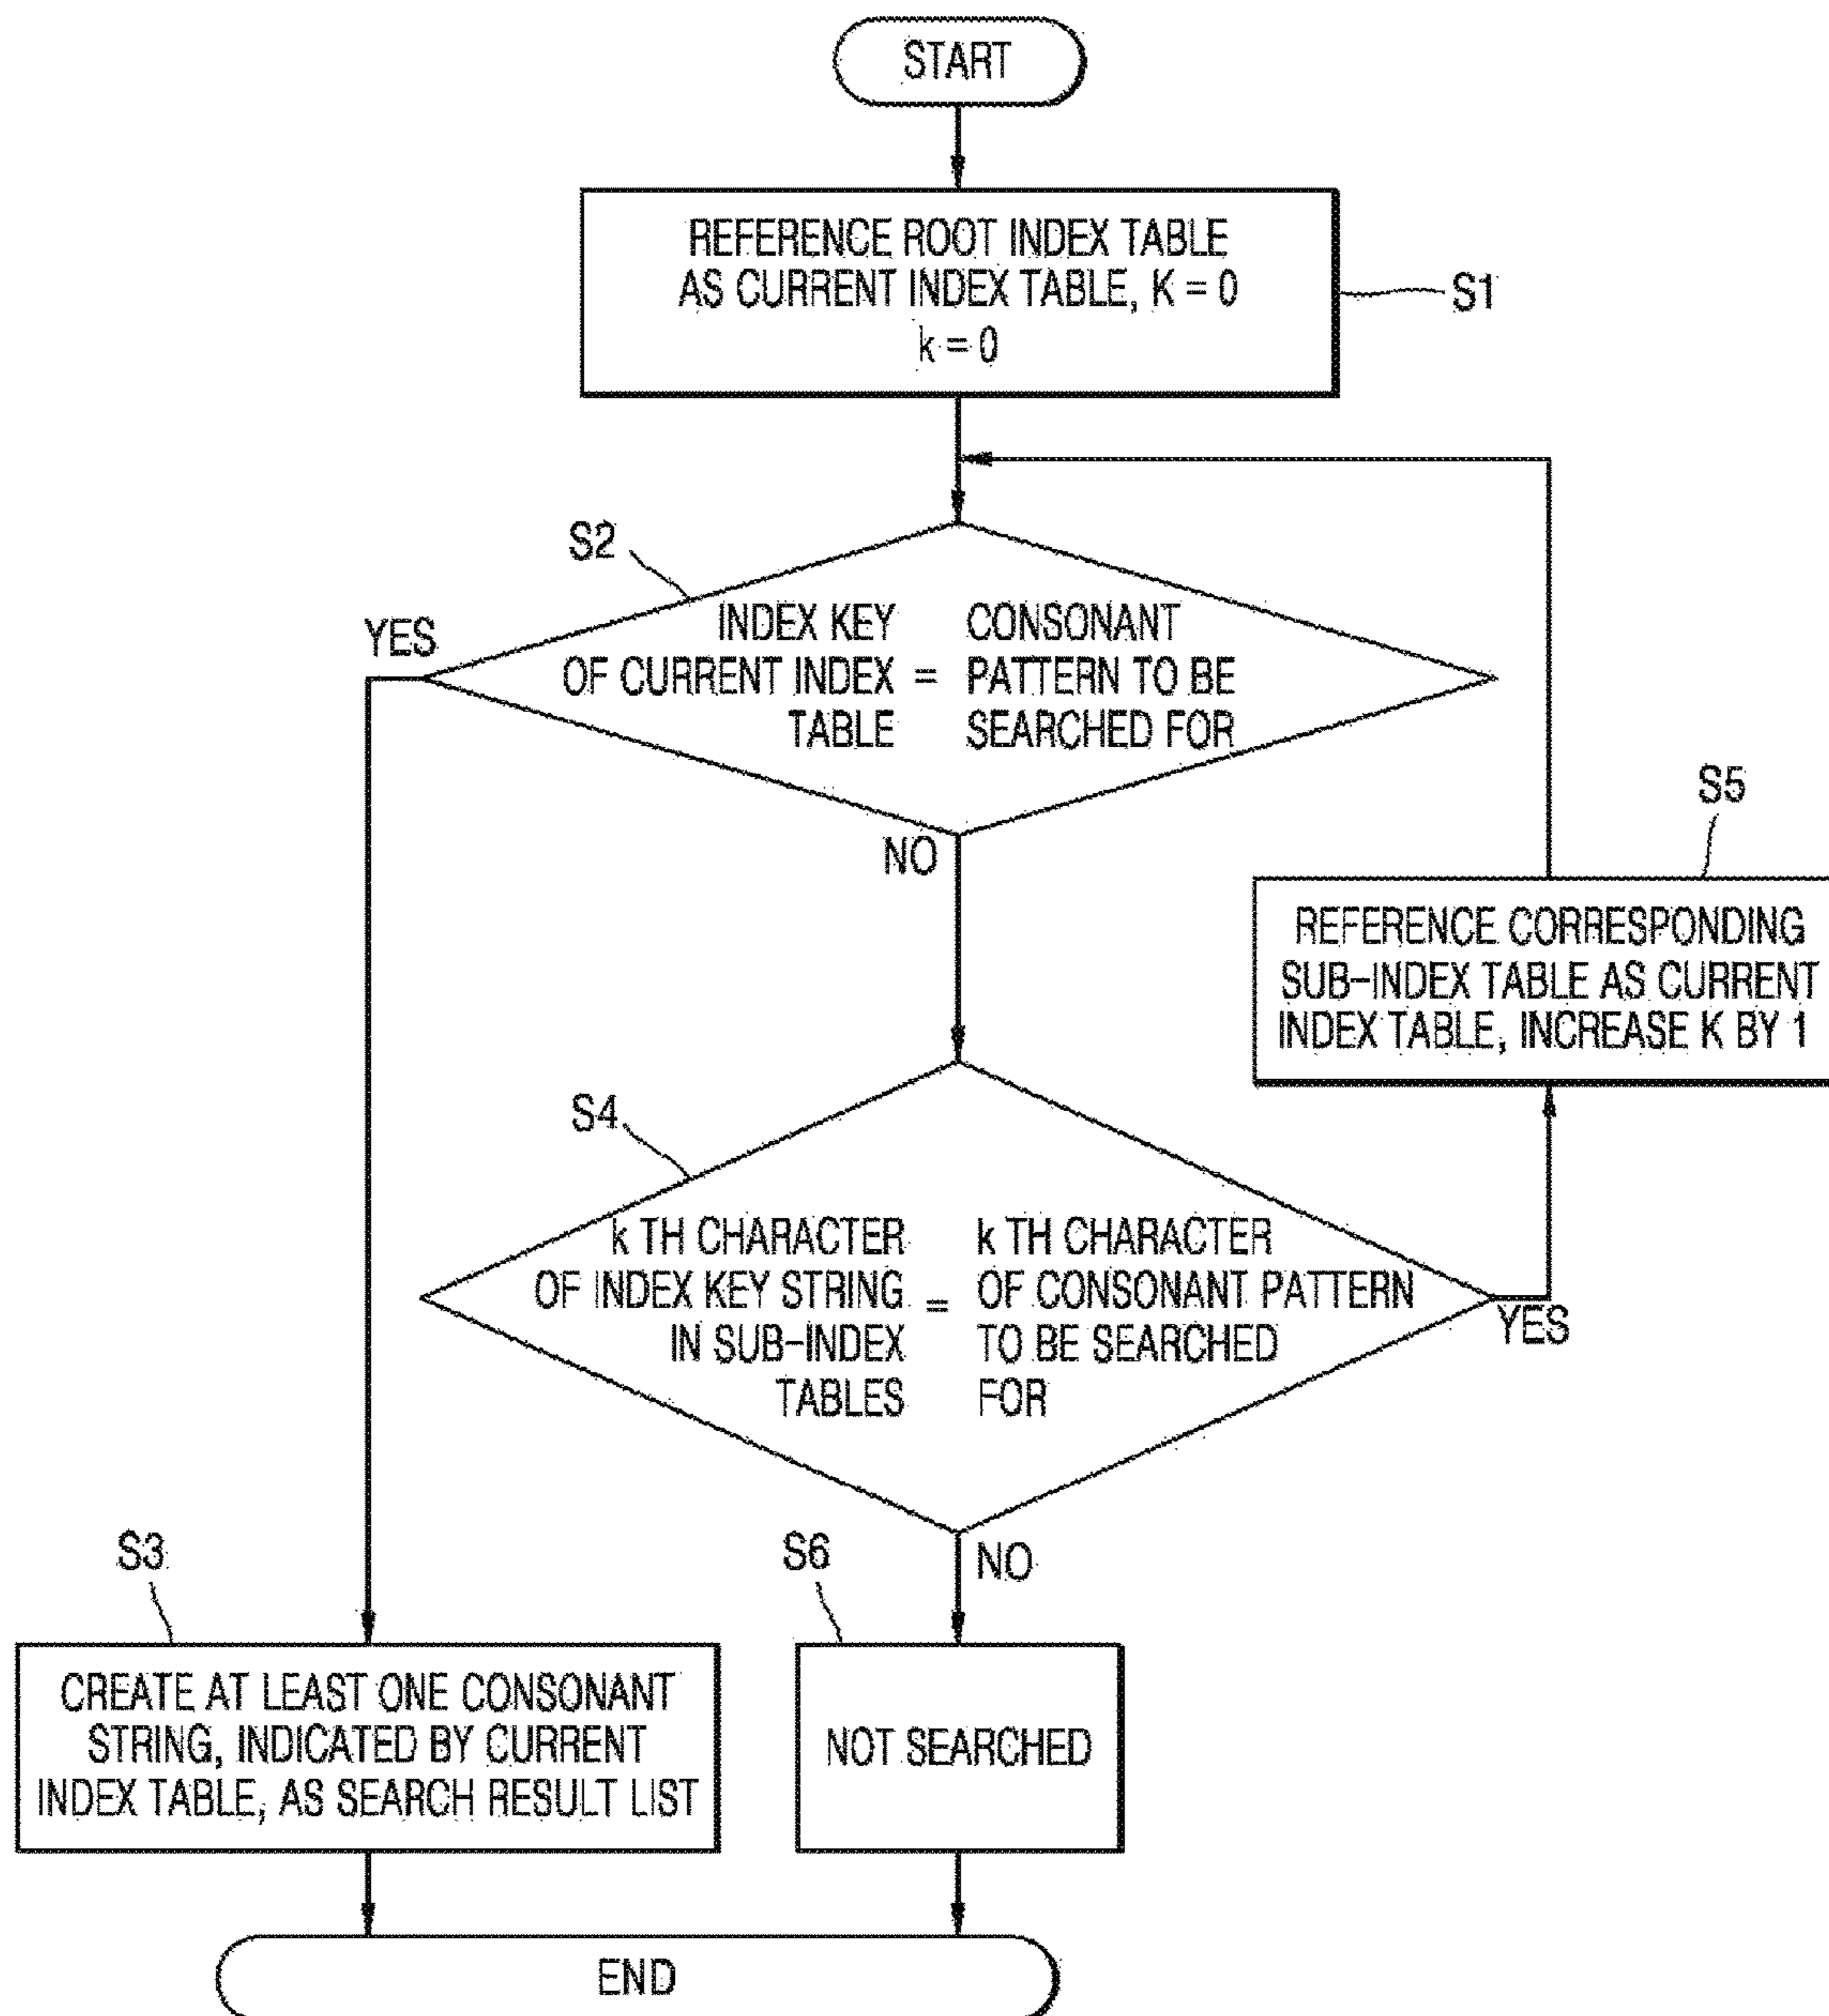 START
REFERENCE ROOT INDEX TABLE
AS CURRENT INDEX TABLE, K = 0
k = 0
S1
S2
YES
INDEX KEY
OF CURRENT INDEX
TABLE
=
CONSONANT
PATTERN TO BE
SEARCHED FOR
NO
S5
REFERENCE CORRESPONDING
SUB-INDEX TABLE AS CURRENT
INDEX TABLE, INCREASE K BY 1
S4
k TH CHARACTER
OF INDEX KEY STRING
IN SUB-INDEX
TABLES
=
k TH CHARACTER
OF CONSONANT PATTERN
TO BE SEARCHED
FOR
YES
NO
S3
CREATE AT LEAST ONE CONSONANT
STRING, INDICATED BY CURRENT
INDEX TABLE, AS SEARCH RESULT LIST
S6
NOT SEARCHED
END